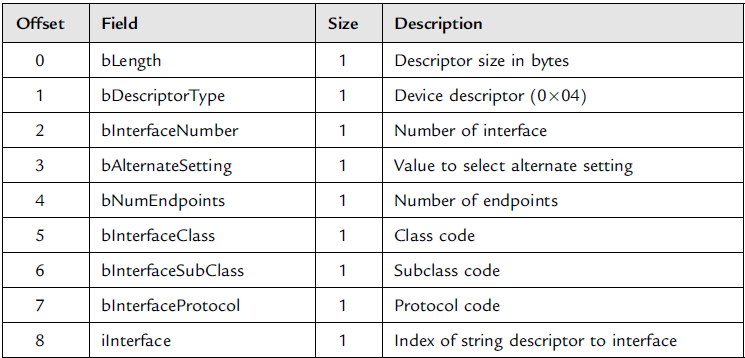 Offset Field Size Description
0 bLength 1 Descriptor size in bytes
1 bDescriptorType 1 Device descriptor (0×04)
2 bInterfaceNumber 1 Number of interface
3 bAlternateSetting 1 Value to select alternate setting
4 bNumEndpoints 1 Number of endpoints
5 bInterfaceClass 1 Class code
6 bInterfaceSubClass 1 Subclass code
7 bInterfaceProtocol 1 Protocol code
8 iInterface 1 Index of string descriptor to interface